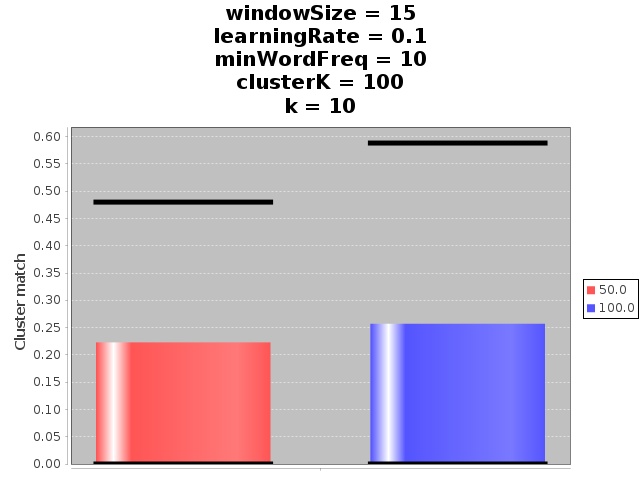 windowSize = 15
learningRate = 0.1
minWordFreq = 10
clusterK = 100
k = 10
0.60
0.55
0.50
0.45
0.40
0.35
0.30
0.25
0.20
0.15
0.10
0.05
0.00
Cluster match
50.0
100.0